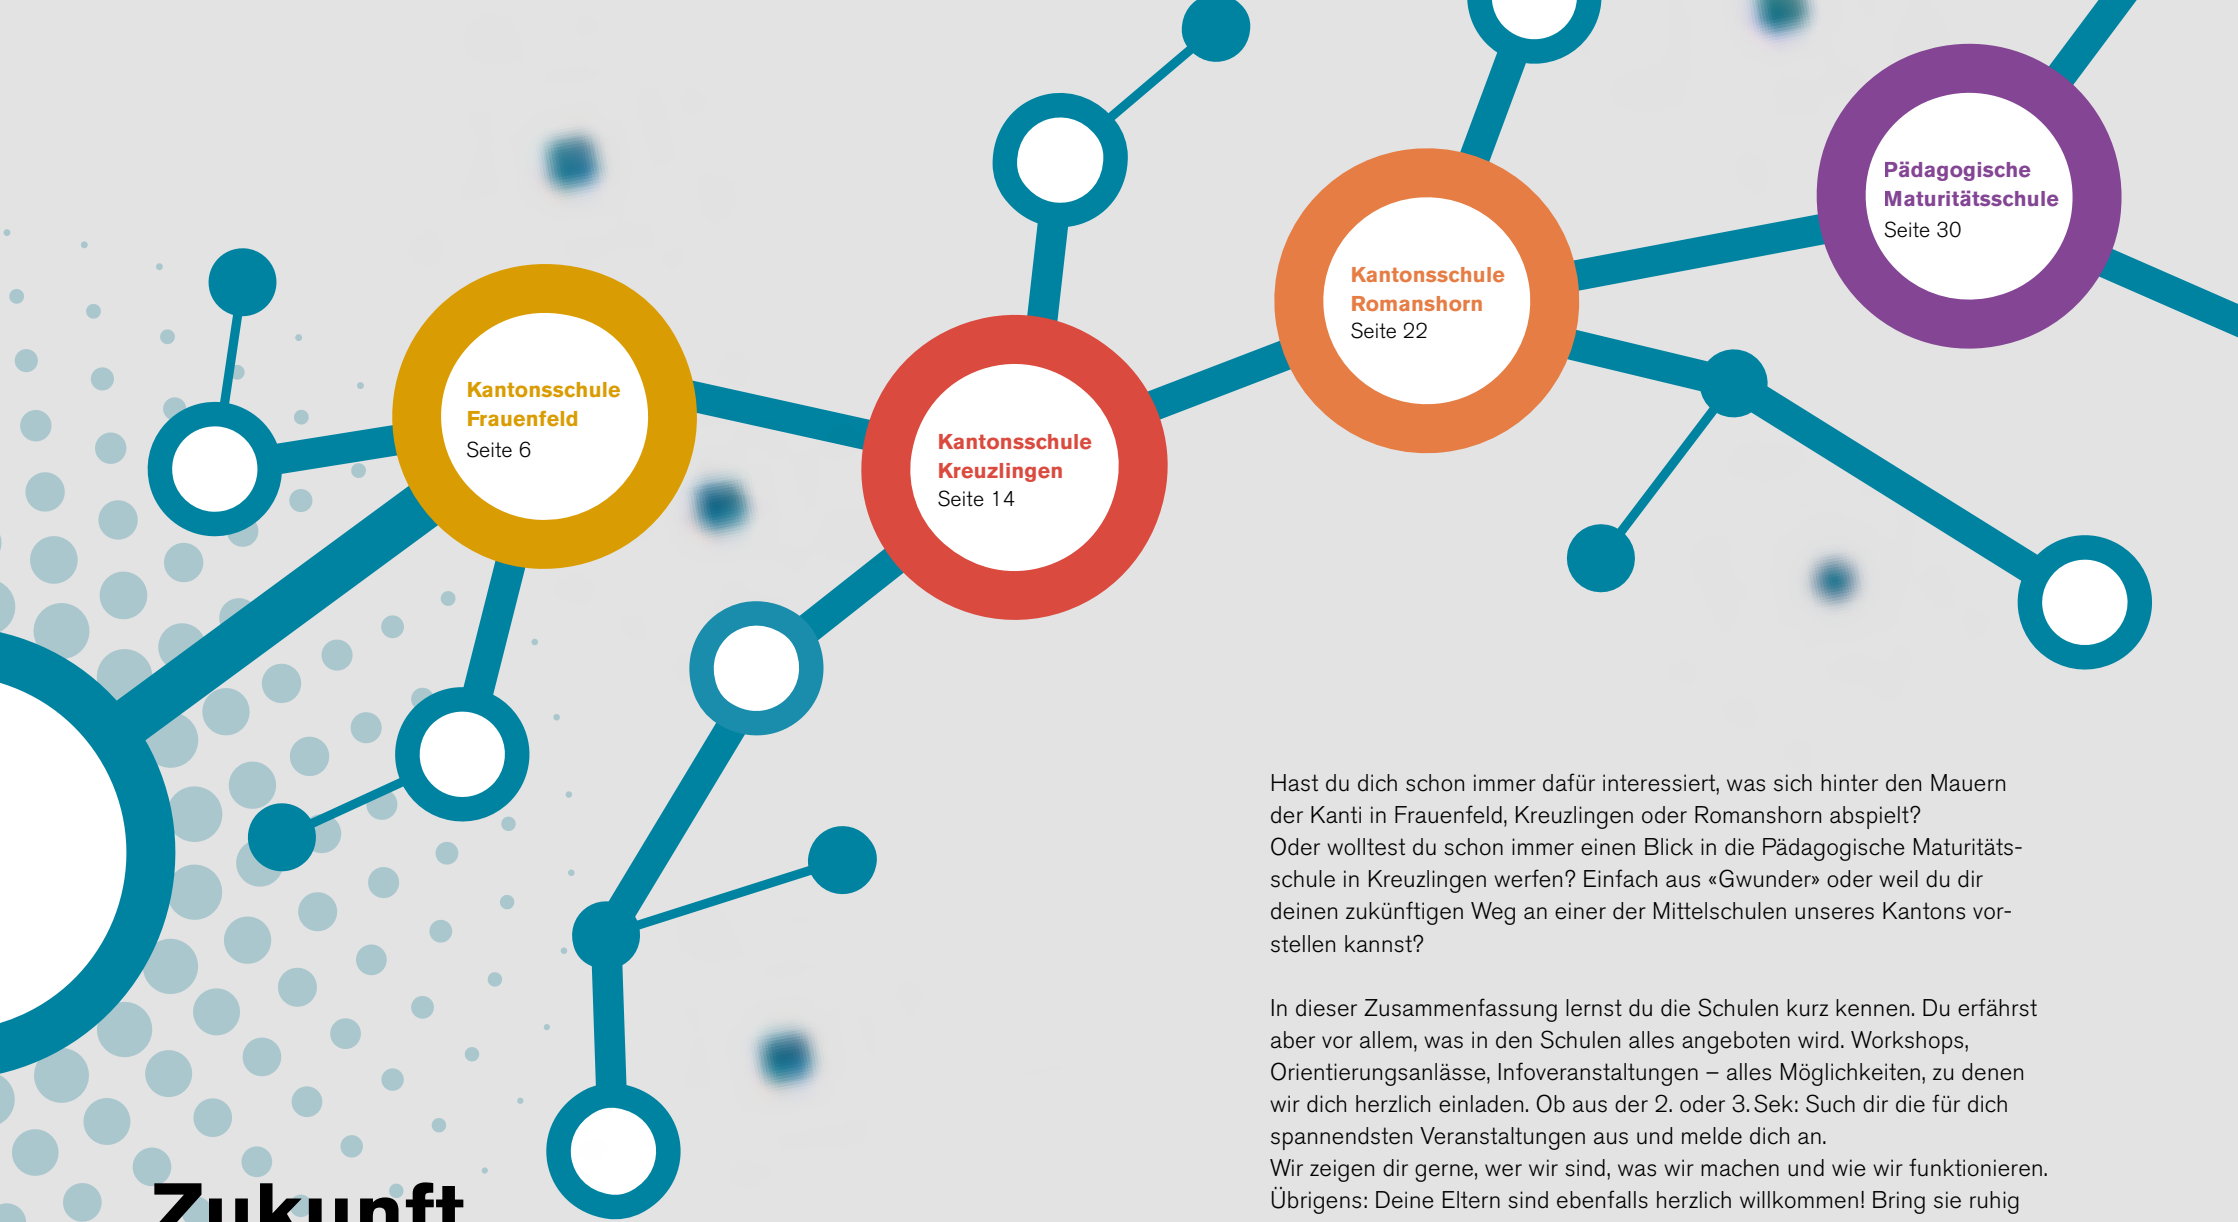 Kantonsschule
Frauenfeld
Seite 6
Kantonsschule
Kreuzlingen
Seite 14
Kantonsschule
Romanshorn
Seite 22
Pädagogische
Maturitätsschule
Seite 30
Hast du dich schon immer dafür interessiert, was sich hinter den Mauern
der Kanti in Frauenfeld, Kreuzlingen oder Romanshorn abspielt?
Oder wolltest du schon immer einen Blick in die Pädagogische Maturitäts-
schule in Kreuzlingen werfen? Einfach aus «Gwunder» oder weil du dir
deinen zukünftigen Weg an einer der Mittelschulen unseres Kantons vor-
stellen kannst?
In dieser Zusammenfassung lernst du die Schulen kurz kennen. Du erfährst
aber vor allem, was in den Schulen alles angeboten wird. Workshops,
Orientierungsanlässe, Infoveranstaltungen – alles Möglichkeiten, zu denen
wir dich herzlich einladen. Ob aus der 2. oder 3. Sek: Such dir die für dich
spannendsten Veranstaltungen aus und melde dich an.
Wir zeigen dir gerne, wer wir sind, was wir machen und wie wir funktionieren.
Übrigens: Deine Eltern sind ebenfalls herzlich willkommen! Bring sie ruhig
Zukunft